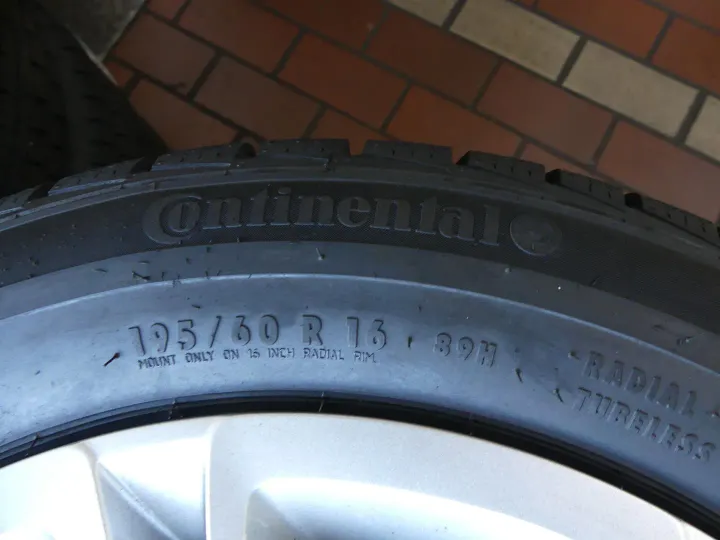 Continental
195/60 R 16 89H
MOUNT ONLY ON 16 INCH RADIAL RIM.
RADIAL
TUBELESS